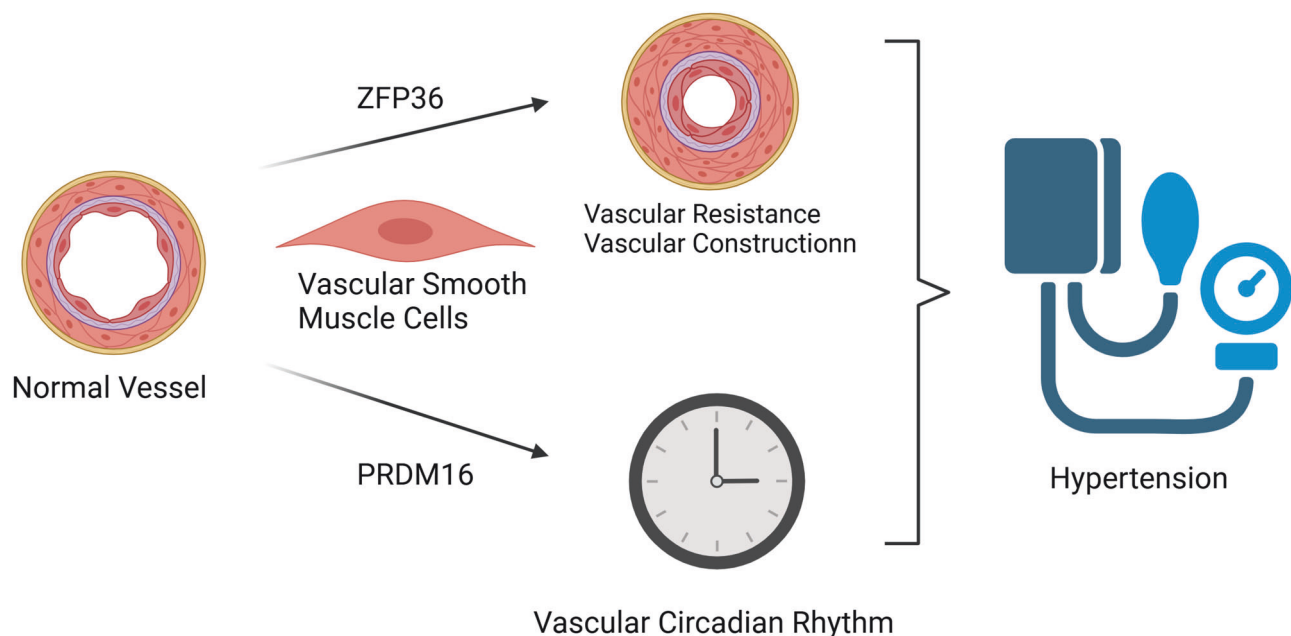 ZFP36
Vascular Resistance
Vascular Constructionn
Vascular Smooth
Muscle Cells
Normal Vessel
PRDM16
Hypertension
Vascular Circadian Rhythm